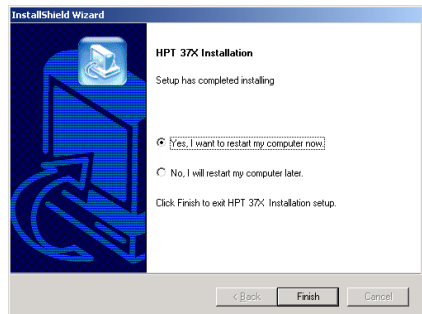 InstallShield Wizard
HPT 37X Installation
Setup has completed installing
Yes, I want to restart my computer now.
No, I will restart my computer later.
Click Finish to exit HPT 37X  Installation setup.
< Back
Finish
Cancel